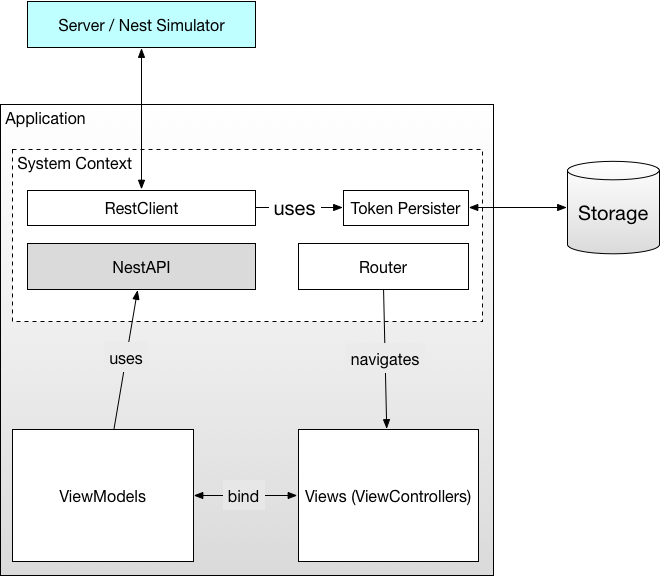 Server / Nest Simulator
Application
System Context
RestClient
uses
Token Persister
Storage
NestAPI
Router
uses
navigates
ViewModels
bind
Views (ViewControllers)